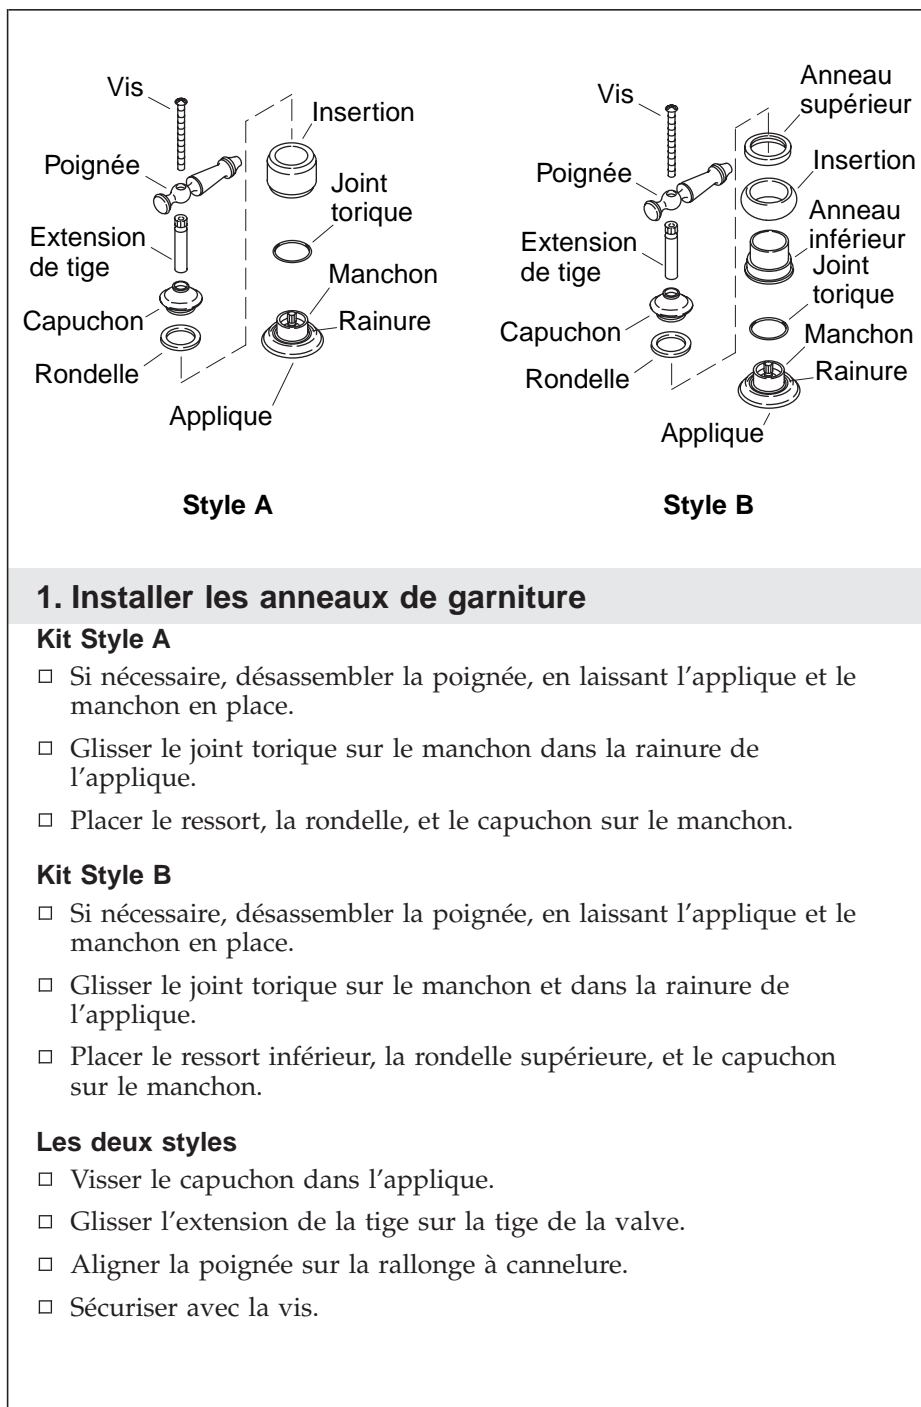 Vis
Insertion
Poignée
Joint
torique
Extension
de tige
Manchon
Capuchon
Rainure
Rondelle
Applique
Style A
Anneau
supérieur
Vis
Insertion
Poignée
Anneau
inférieur
Extension
de tige
Joint
torique
Capuchon
Manchon
Rondelle
Rainure
Applique
Style B
1. Installer les anneaux de garniture
Kit Style A
□ Si nécessaire, désassembler la poignée, en laissant l’applique et le
manchon en place.
□ Glisser le joint torique sur le manchon dans la rainure de
l’applique.
□ Placer le ressort, la rondelle, et le capuchon sur le manchon.
Kit Style B
□ Si nécessaire, désassembler la poignée, en laissant l’applique et le
manchon en place.
□ Glisser le joint torique sur le manchon et dans la rainure de
l’applique.
□ Placer le ressort inférieur, la rondelle supérieure, et le capuchon
sur le manchon.
Les deux styles
□ Visser le capuchon dans l’applique.
□ Glisser l’extension de la tige sur la tige de la valve.
□ Aligner la poignée sur la rallonge à cannelure.
□ Sécuriser avec la vis.